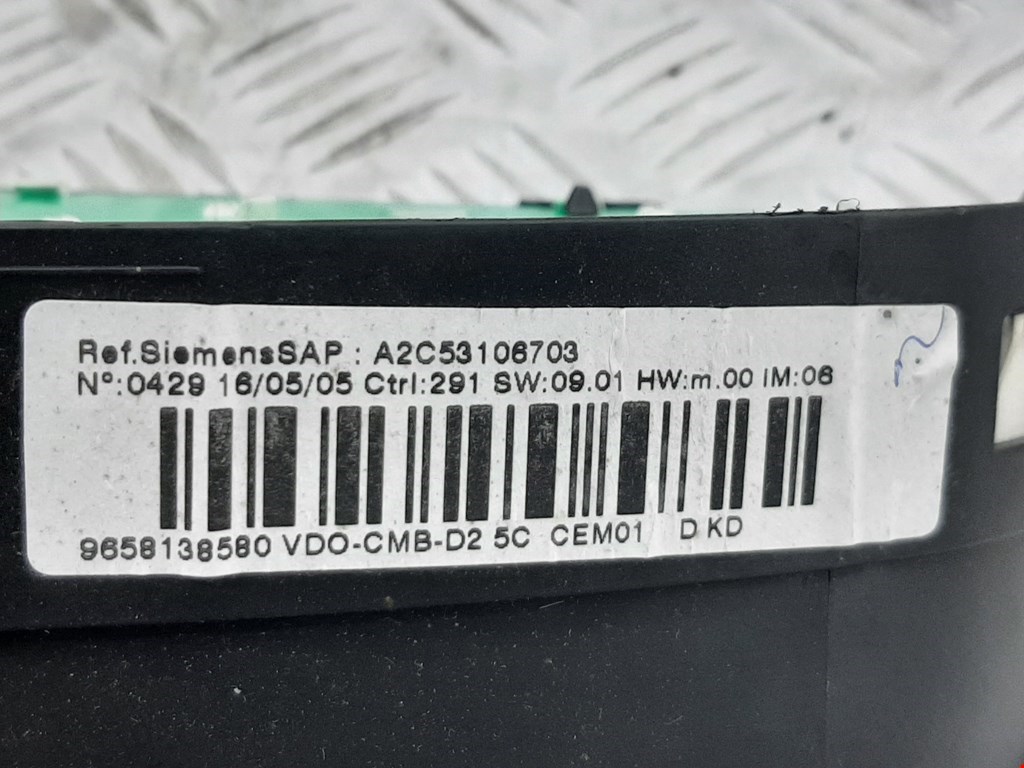 Ref.SiemensSAP : A2C53106703
Nº:0429 16/05/05 Ctrl:291 SW:09.01 HW:m.00 IM:06
9658138580 VDO-CMB-D2 5C CEM01 D KD